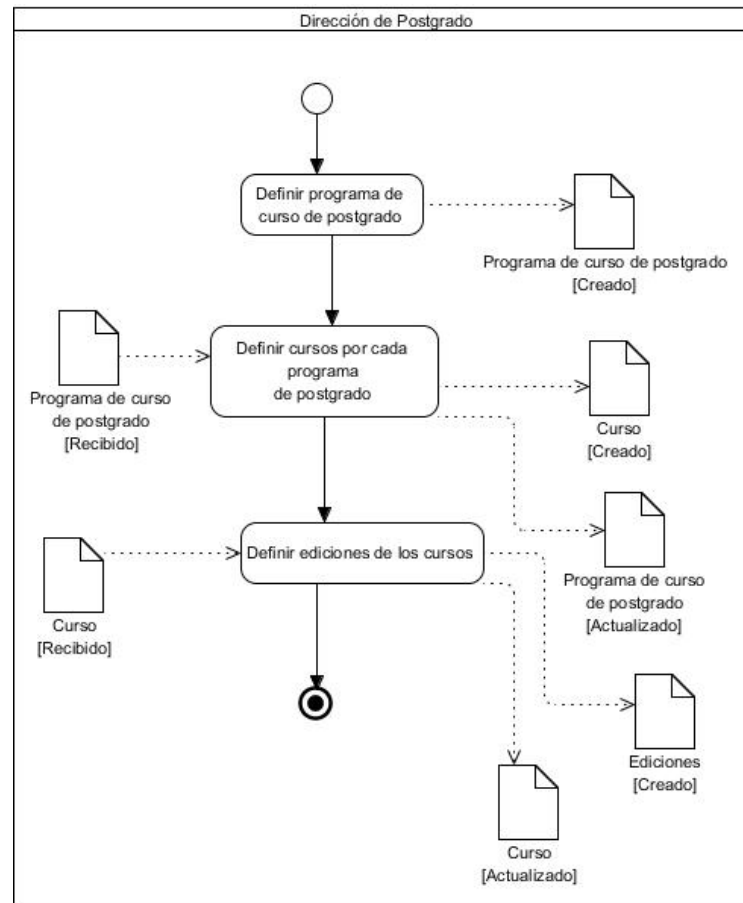 Dirección de Postgrado
Definir programa de
curso de postgrado
Programa de curso de postgrado
[Creado]
Definir cursos por cada
programa
de postgrado
Programa de curso
de postgrado
[Recibido]
Curso
[Creado]
Definir ediciones de los cursos
Programa de curso
de postgrado
[Actualizado]
Curso
[Recibido]
Ediciones
[Creado]
Curso
[Actualizado]